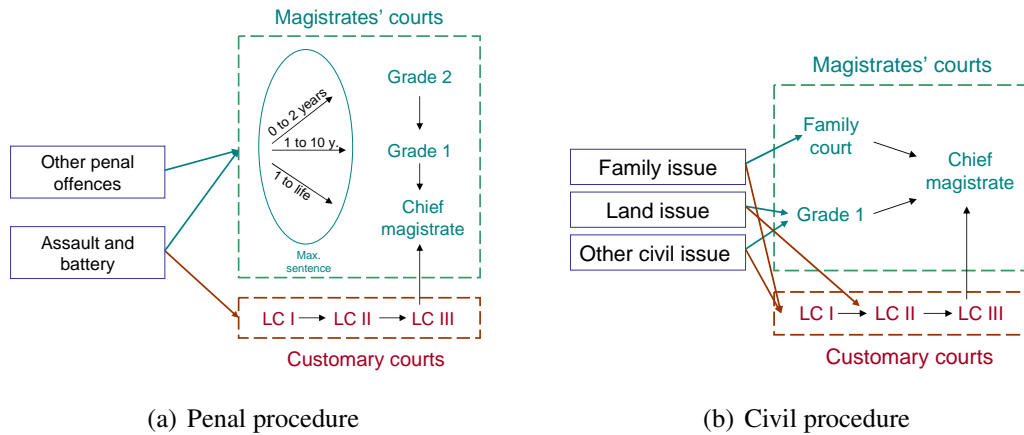 Magistrates' courts
0 to 2 years
1 to 10 y.
1 to life
Max.
sentence
Grade 2
Grade 1
Chief
magistrate
Other penal
offences
Assault and
battery
LC I
LC II
LC III
Customary courts
(a) Penal procedure
Magistrates' courts
Family
court
Chief
magistrate
Grade 1
Family issue
Land issue
Other civil issue
LC I
LC II
LC III
Customary courts
(b) Civil procedure